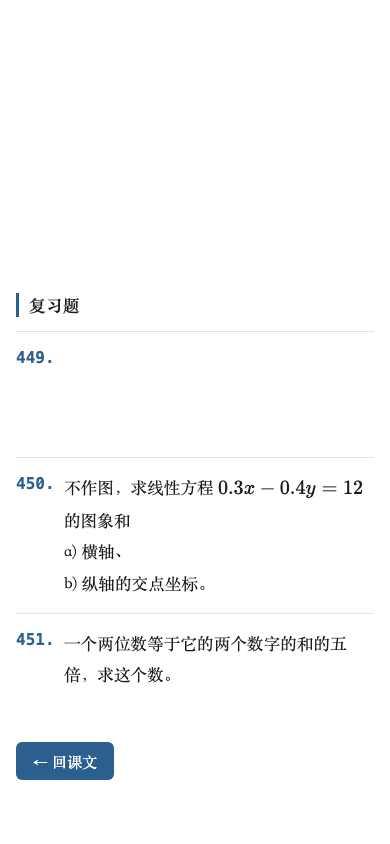 复习题
449.
450. 不作图，求线性方程 0.3x − 0.4y = 12
的图象和
a) 横轴、
b) 纵轴的交点坐标。
451. 一个两位数等于它的两个数字的和的五
倍，求这个数。
← 回课文